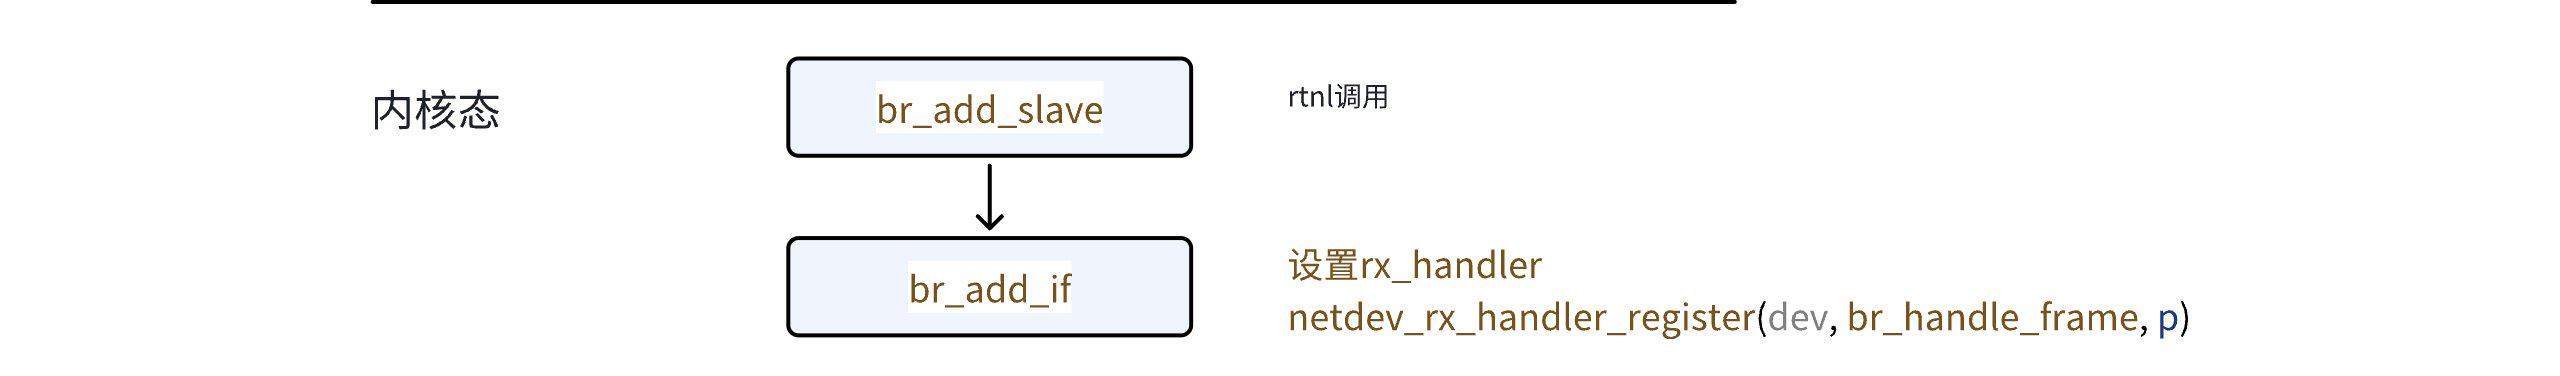 内核态
br_add_slave
rtnl调用
br_add_if
设置rx_handler
netdev_rx_handler_register(dev, br_handle_frame, p)